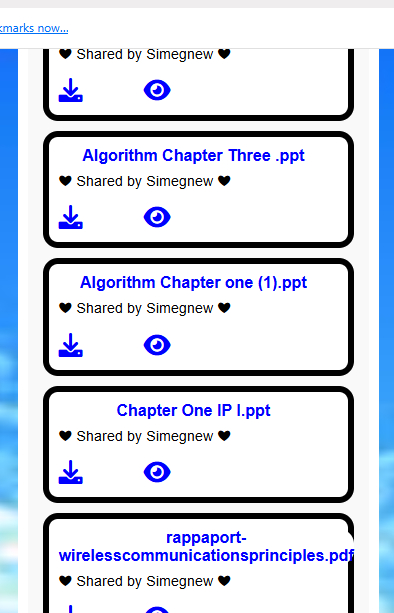 kmarks now...
♥ Shared by Simegnew ♥
Algorithm Chapter Three .ppt
♥ Shared by Simegnew ♥
Algorithm Chapter one (1).ppt
♥ Shared by Simegnew ♥
Chapter One IP I.ppt
♥ Shared by Simegnew ♥
rappaport-
wirelesscommunicationsprinciples.pdf
♥ Shared by Simegnew ♥